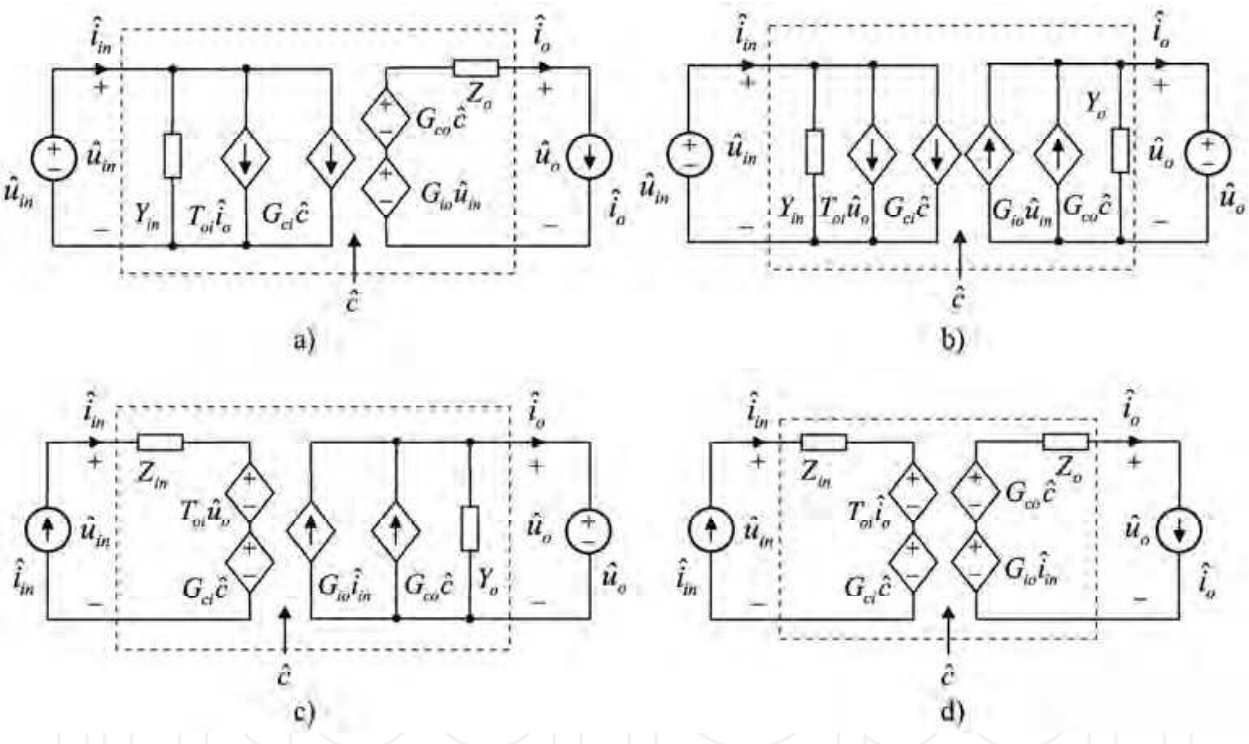 î_in î_o î_in î_o
+ Z_o + + Y_o +
+ − G_co ĉ
+ − û_in û_in + − G_io û_in û_o î_o + − û_in û_in û_o + − û_o
Y_in T_oi î_o G_ci ĉ Y_in T_oi û_o G_ci ĉ G_io û_in G_co ĉ
− − − −
ĉ ĉ
a) b)
î_in î_o î_in î_o
+ Z_in + + Z_in Z_o +
+ − T_oi û_o + − T_oi î_o + − G_co ĉ
û_in î_in û_o + − û_o û_in î_in û_o î_o
+ − G_ci ĉ G_io î_in G_co ĉ Y_o + − G_ci ĉ + − G_io î_in
− − − −
ĉ ĉ
c) d)